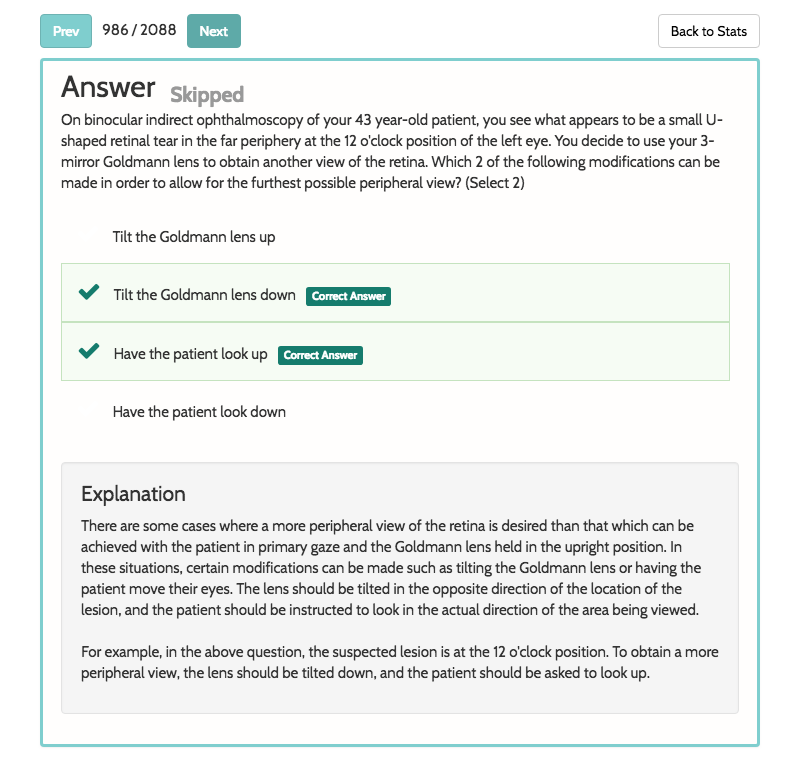 Prev 986 / 2088 Next Back to Stats
Answer Skipped
On binocular indirect ophthalmoscopy of your 43 year-old patient, you see what appears to be a small U-
shaped retinal tear in the far periphery at the 12 o'clock position of the left eye. You decide to use your 3-
mirror Goldmann lens to obtain another view of the retina. Which 2 of the following modifications can be
made in order to allow for the furthest possible peripheral view? (Select 2)
Tilt the Goldmann lens up
Tilt the Goldmann lens down Correct Answer
Have the patient look up Correct Answer
Have the patient look down
Explanation
There are some cases where a more peripheral view of the retina is desired than that which can be
achieved with the patient in primary gaze and the Goldmann lens held in the upright position. In
these situations, certain modifications can be made such as tilting the Goldmann lens or having the
patient move their eyes. The lens should be tilted in the opposite direction of the location of the
lesion, and the patient should be instructed to look in the actual direction of the area being viewed.
For example, in the above question, the suspected lesion is at the 12 o'clock position. To obtain a more
peripheral view, the lens should be tilted down, and the patient should be asked to look up.